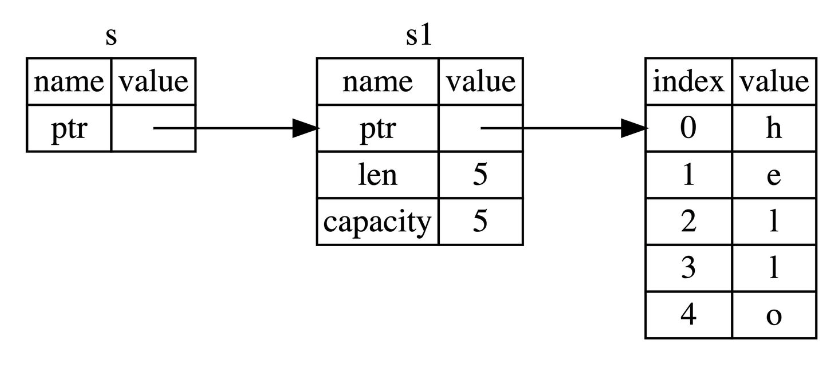 s
name value
ptr
s1
name value
ptr
len 5
capacity 5
index value
0 h
1 e
2 l
3 l
4 o